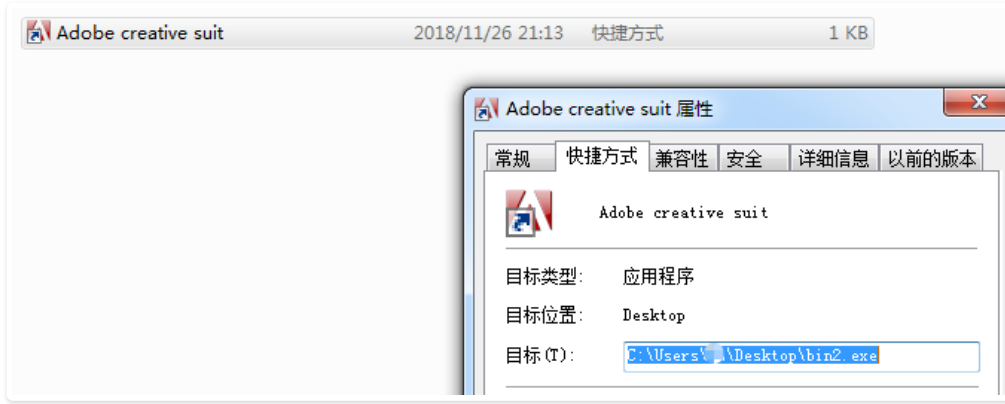 Adobe creative suit 2018/11/26 21:13 快捷方式 1 KB
Adobe creative suit 属性
常规 快捷方式 兼容性 安全 详细信息 以前的版本
Adobe creative suit
目标类型: 应用程序
目标位置: Desktop
目标(T): C:\Users\ \Desktop\bin2.exe